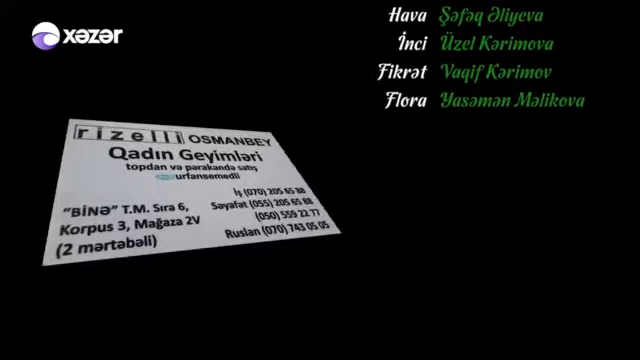 xəzər
Hava Şəfəq Əliyeva
İnci Üzel Kərimova
Fikrət Vaqif Kərimov
Flora Yasəmən Məlikova
rizelli OSMANBEY
Qadın Geyimləri
topdan və pərakəndə satış
urfansemedli
"BİNƏ" T.M. Sıra 6,
Korpus 3, Mağaza 2V
(2 mərtəbəli)
İş (070) 205 65 88
Səyafət (055) 205 65 88
(050) 559 22 77
Ruslan (070) 743 05 05